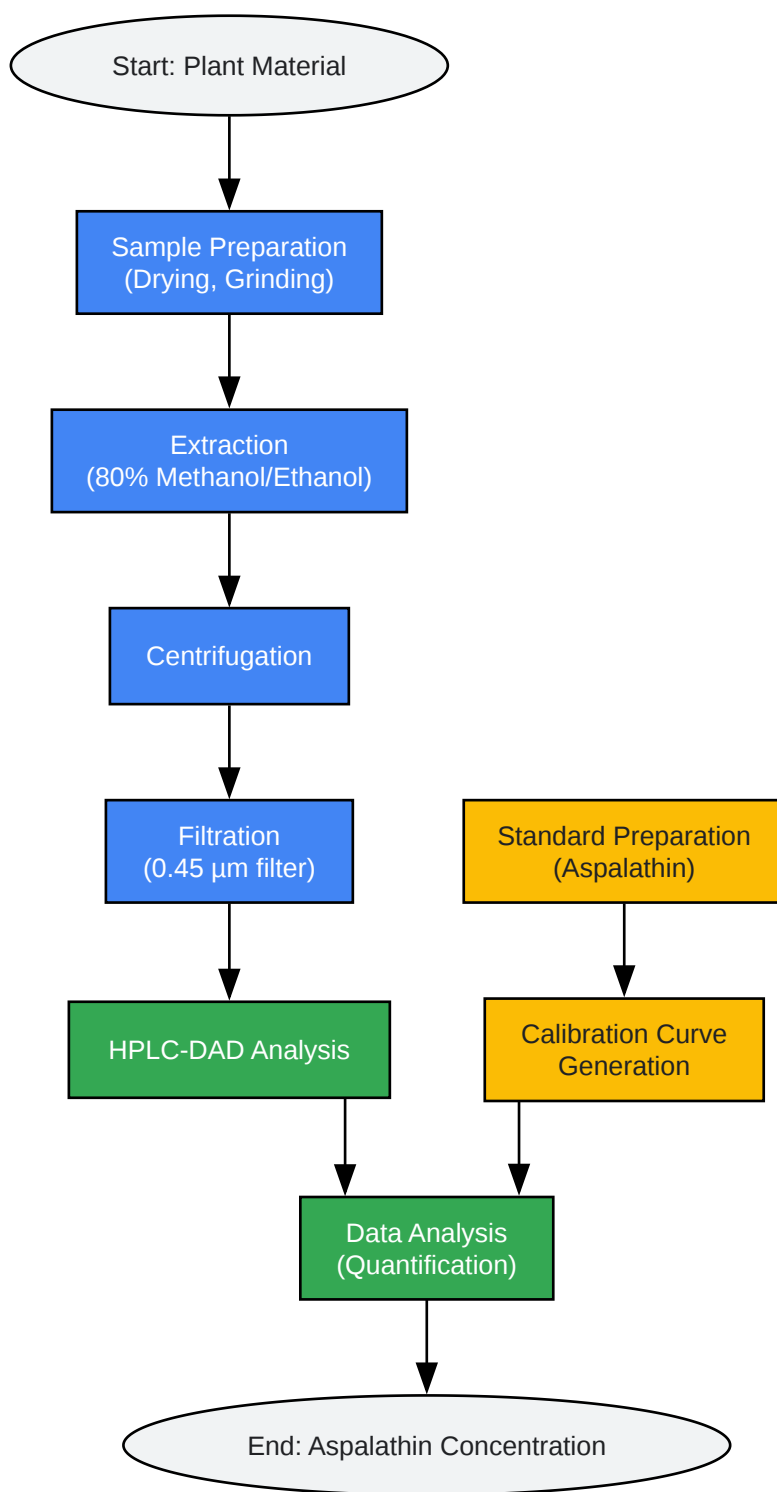 Start: Plant Material
Sample Preparation
(Drying, Grinding)
Extraction
(80% Methanol/Ethanol)
Centrifugation
Filtration
(0.45 µm filter)
Standard Preparation
(Aspalathin)
HPLC-DAD Analysis
Calibration Curve
Generation
Data Analysis
(Quantification)
End: Aspalathin Concentration